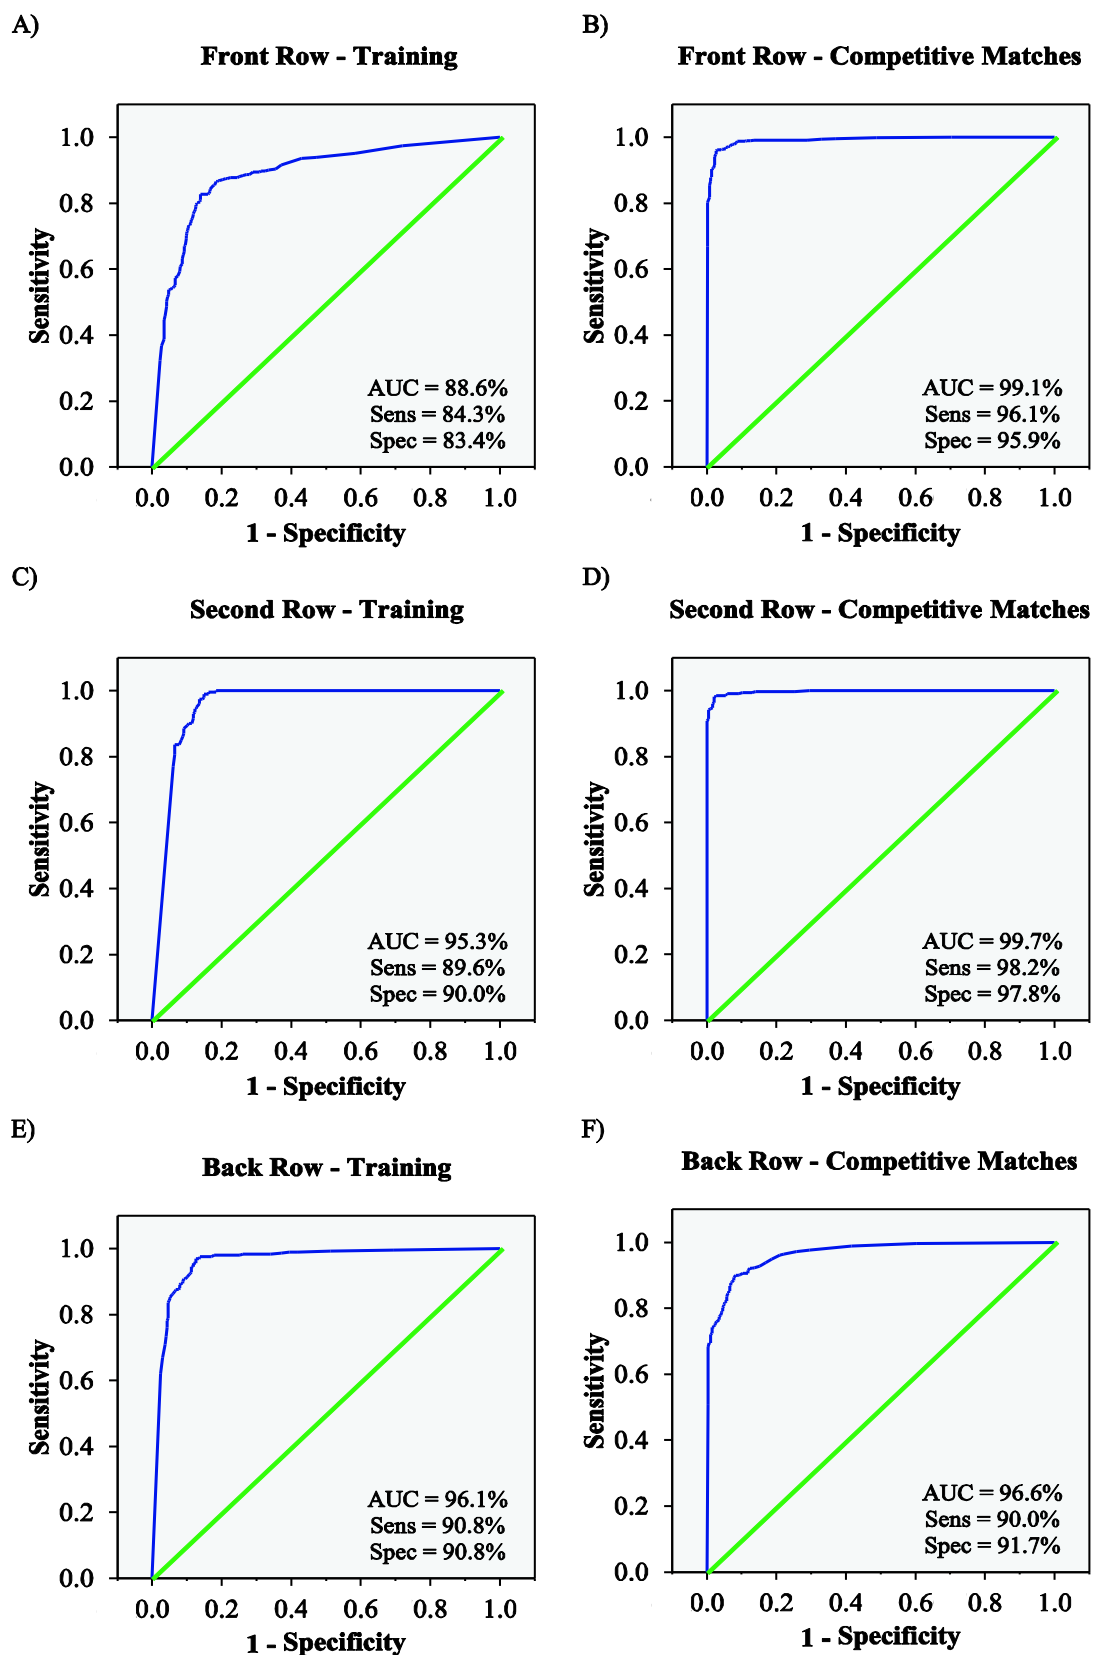 A)
Front Row - Training
1.0
0.8
0.6
0.4
0.2
0.0
Sensitivity
AUC = 88.6%
Sens = 84.3%
Spec = 83.4%
0.0 0.2 0.4 0.6 0.8 1.0
1 - Specificity
B)
Front Row - Competitive Matches
1.0
0.8
0.6
0.4
0.2
0.0
Sensitivity
AUC = 99.1%
Sens = 96.1%
Spec = 95.9%
0.0 0.2 0.4 0.6 0.8 1.0
1 - Specificity
C)
Second Row - Training
1.0
0.8
0.6
0.4
0.2
0.0
Sensitivity
AUC = 95.3%
Sens = 89.6%
Spec = 90.0%
0.0 0.2 0.4 0.6 0.8 1.0
1 - Specificity
D)
Second Row - Competitive Matches
1.0
0.8
0.6
0.4
0.2
0.0
Sensitivity
AUC = 99.7%
Sens = 98.2%
Spec = 97.8%
0.0 0.2 0.4 0.6 0.8 1.0
1 - Specificity
E)
Back Row - Training
1.0
0.8
0.6
0.4
0.2
0.0
Sensitivity
AUC = 96.1%
Sens = 90.8%
Spec = 90.8%
0.0 0.2 0.4 0.6 0.8 1.0
1 - Specificity
F)
Back Row - Competitive Matches
1.0
0.8
0.6
0.4
0.2
0.0
Sensitivity
AUC = 96.6%
Sens = 90.0%
Spec = 91.7%
0.0 0.2 0.4 0.6 0.8 1.0
1 - Specificity